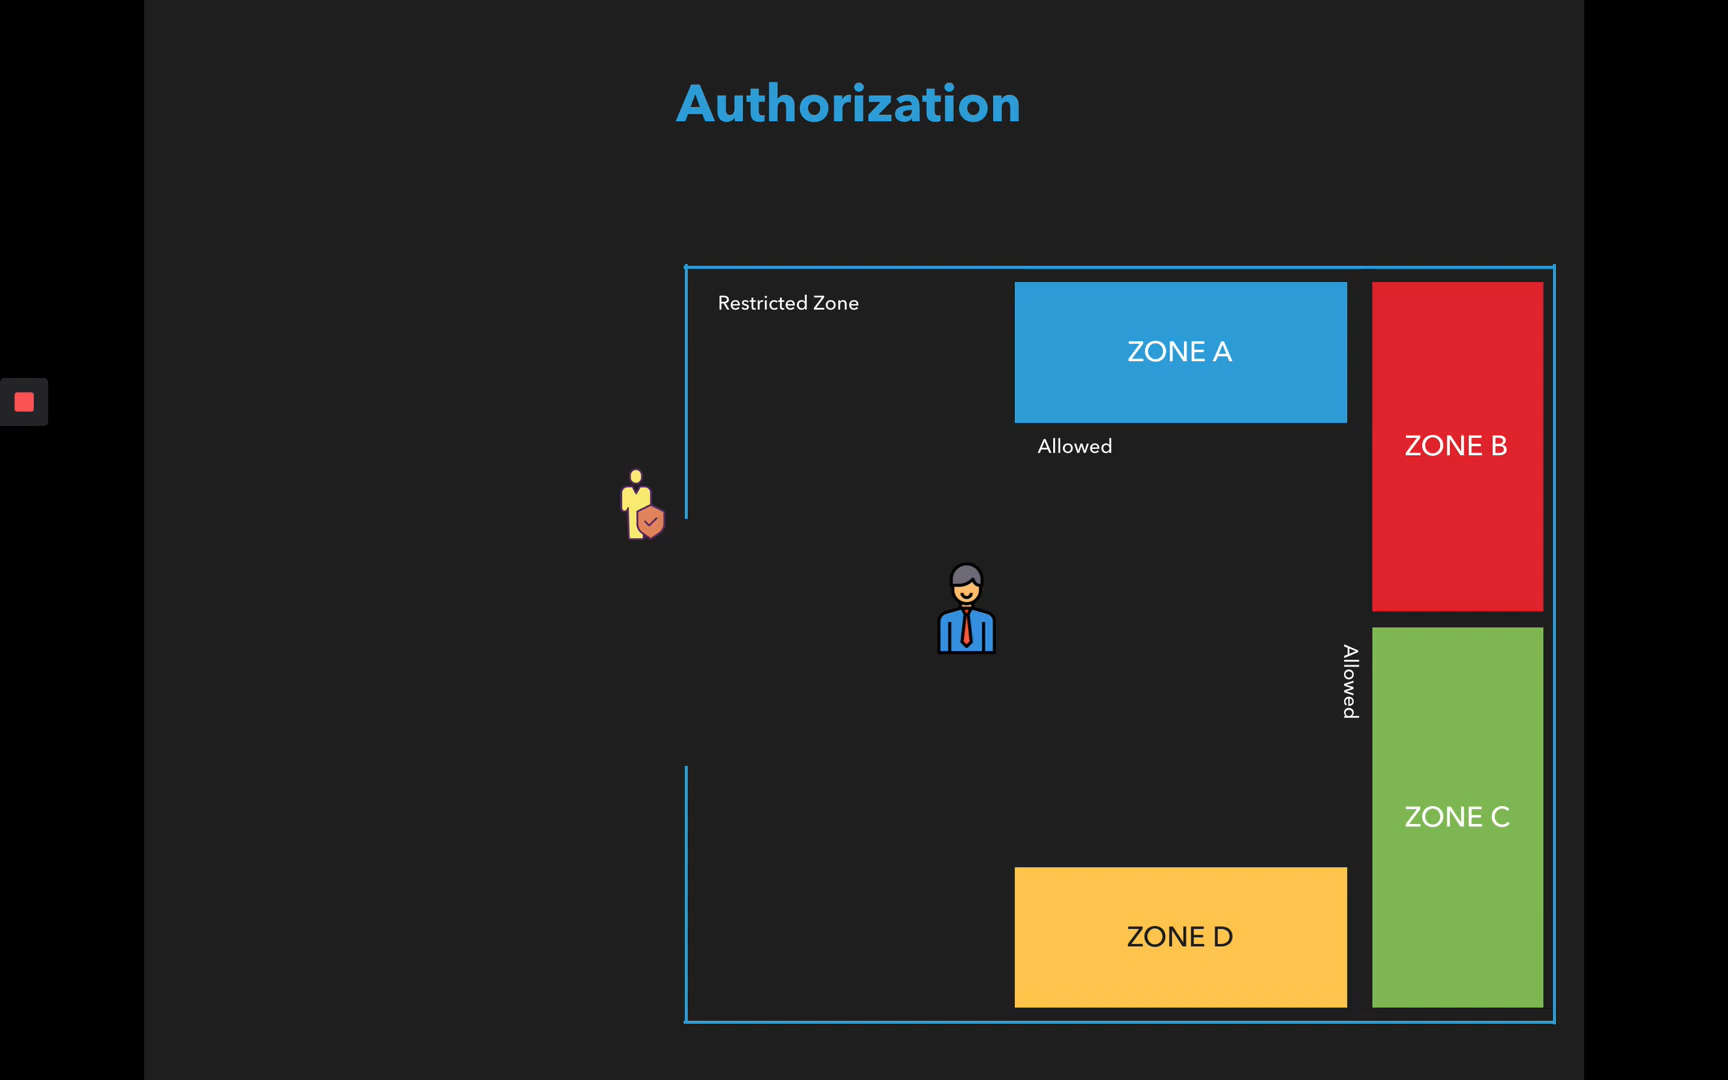 Authorization
Restricted Zone
ZONE A
Allowed
ZONE B
Allowed
ZONE C
ZONE D